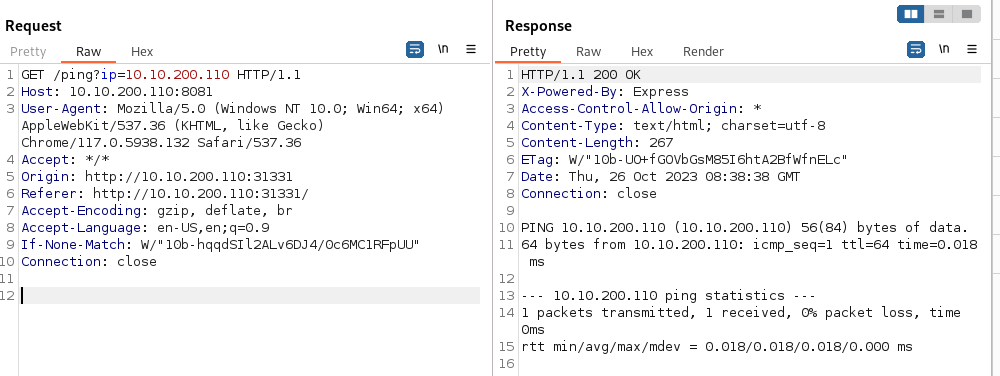 Request
Pretty Raw Hex
\n
1 GET /ping?ip=10.10.200.110 HTTP/1.1
2 Host: 10.10.200.110:8081
3 User-Agent: Mozilla/5.0 (Windows NT 10.0; Win64; x64)
AppleWebKit/537.36 (KHTML, like Gecko)
Chrome/117.0.5938.132 Safari/537.36
4 Accept: */*
5 Origin: http://10.10.200.110:31331
6 Referer: http://10.10.200.110:31331/
7 Accept-Encoding: gzip, deflate, br
8 Accept-Language: en-US,en;q=0.9
9 If-None-Match: W/"10b-hqqdSIl2ALv6DJ4/0c6MC1RFpUU"
10 Connection: close
11
12
Response
Pretty Raw Hex Render
\n
1 HTTP/1.1 200 OK
2 X-Powered-By: Express
3 Access-Control-Allow-Origin: *
4 Content-Type: text/html; charset=utf-8
5 Content-Length: 267
6 ETag: W/"10b-UO+fG0VbGsM85I6htA2BfWfnELc"
7 Date: Thu, 26 Oct 2023 08:38:38 GMT
8 Connection: close
9
10 PING 10.10.200.110 (10.10.200.110) 56(84) bytes of data.
11 64 bytes from 10.10.200.110: icmp_seq=1 ttl=64 time=0.018
ms
12
13 --- 10.10.200.110 ping statistics ---
14 1 packets transmitted, 1 received, 0% packet loss, time
0ms
15 rtt min/avg/max/mdev = 0.018/0.018/0.018/0.000 ms
16